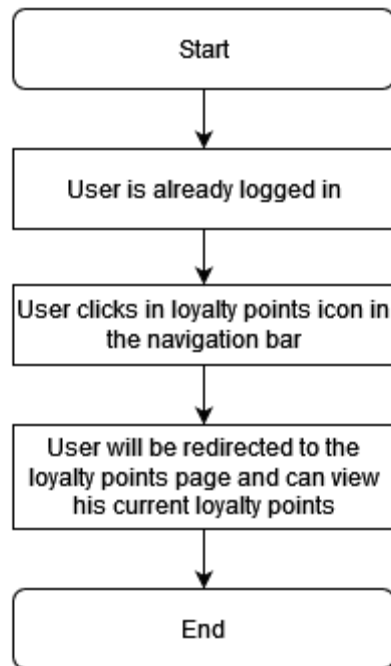 Start
User is already logged in
User clicks in loyalty points icon in
the navigation bar
User will be redirected to the
loyalty points page and can view
his current loyalty points
End